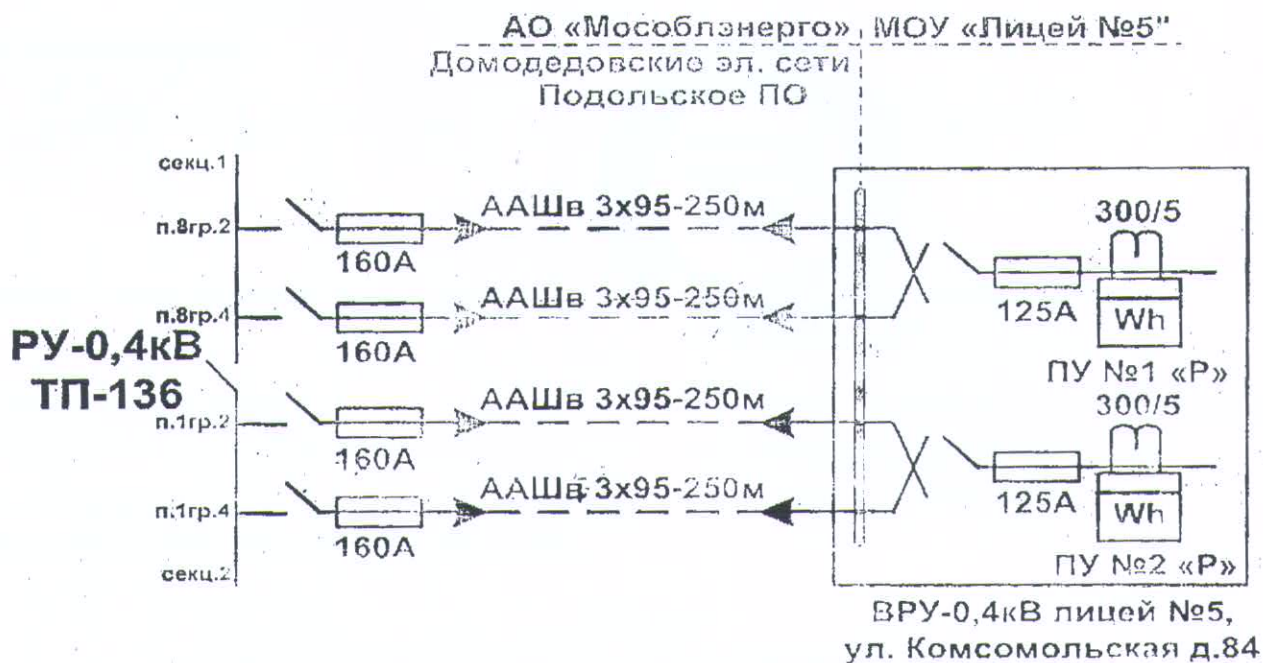 АО «Мособлэнерго» МОУ «Лицей №5"
Домодедовские эл. сети
Подольское ПО
секц.1
п.8гр.2
160А
ААШв 3х95-250м
300/5
125А
Wh
ПУ №1 «Р»
п.8гр.4
160А
ААШв 3х95-250м
РУ-0,4кВ
ТП-136
п.1гр.2
160А
ААШв 3х95-250м
300/5
125А
Wh
ПУ №2 «Р»
п.1гр.4
160А
ААШв 3х95-250м
секц.2
ВРУ-0,4кВ лицей №5,
ул. Комсомольская д.84